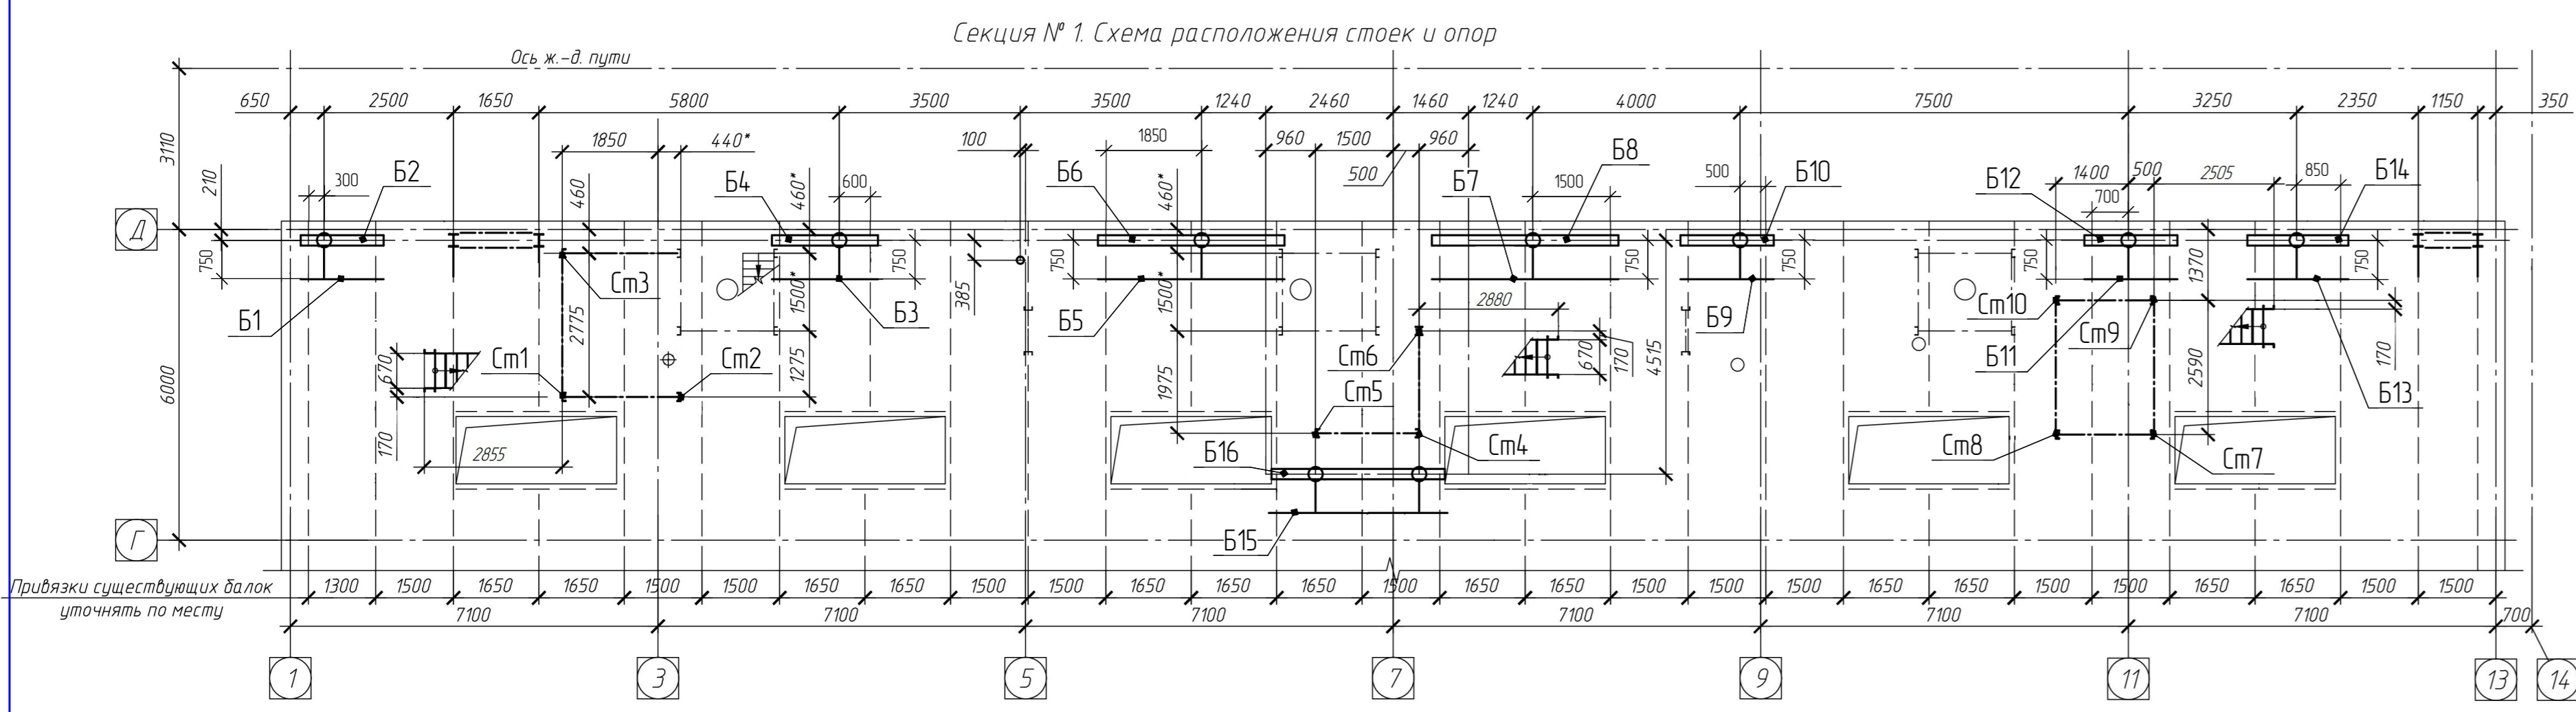 Секция № 1. Схема расположения стоек и опор
Ось ж.-д. пути
650 2500 1650 5800 3500 3500 1240 2460 1460 1240 4000 7500 3250 2350 1150 350
3110
1850 440* 100 1850 960 1500 960
500
1500 500 1400 500 2505 850
700
210 300 Б2 460 Б4 460* 600 Б6 460* Б7 Б8 Б10 Б12 Б14
Д
750 750 750 750 750 750 750
1500* 385 1500* 1370
Ст3
Б1 2775 Б3 Б5 2880 Б9 Ст10 Ст9
6000
670 Ст1 Ст2 1275 1975 Ст6 670 170 4515 Б11 2590 170
Ст5 Б13
170 2855 Б16 Ст4 Ст8 Ст7
Г
Б15
Привязки существующих балок
уточнять по месту
1300 1500 1650 1650 1500 1500 1650 1650 1500 1500 1650 1650 1650 1500 1650 1650 1500 1500 1500 1650 1650 1500 1500 1650 1650 1500 1500
7100 7100 7100 7100 7100 7100 700
1 3 5 7 9 11 13 14